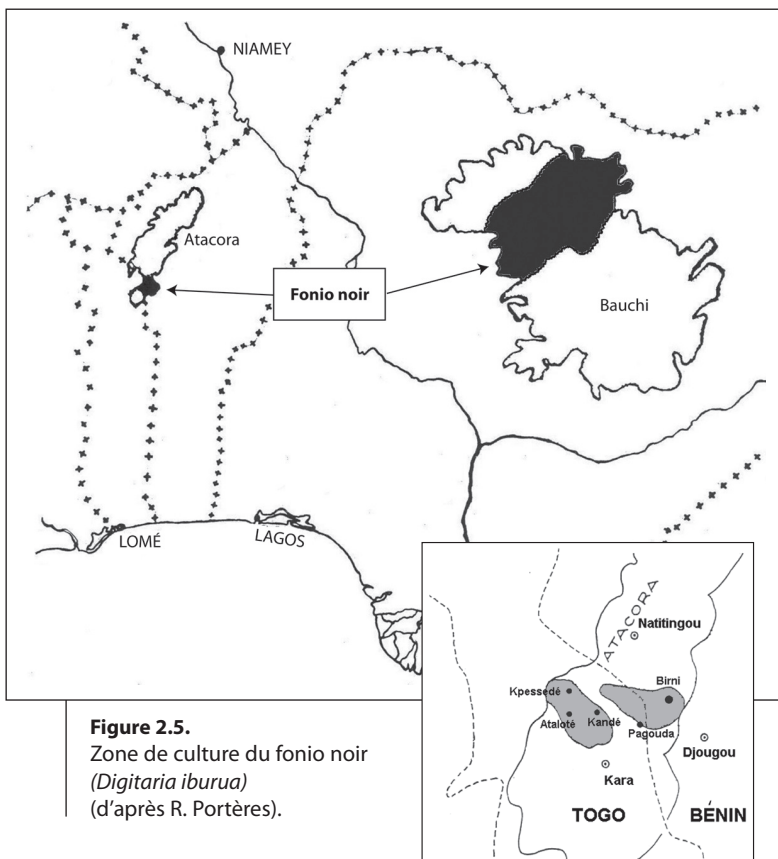 NIAMEY
Atacora
Fonio noir
Bauchi
LOMÉ
LAGOS
ATACORA
Natitingou
Birni
Kpessedé
Ataloté
Kandé
Pagouda
Djougou
Kara
TOGO
BÉNIN
Figure 2.5.
Zone de culture du fonio noir
(Digitaria iburua)
(d'après R. Portères).